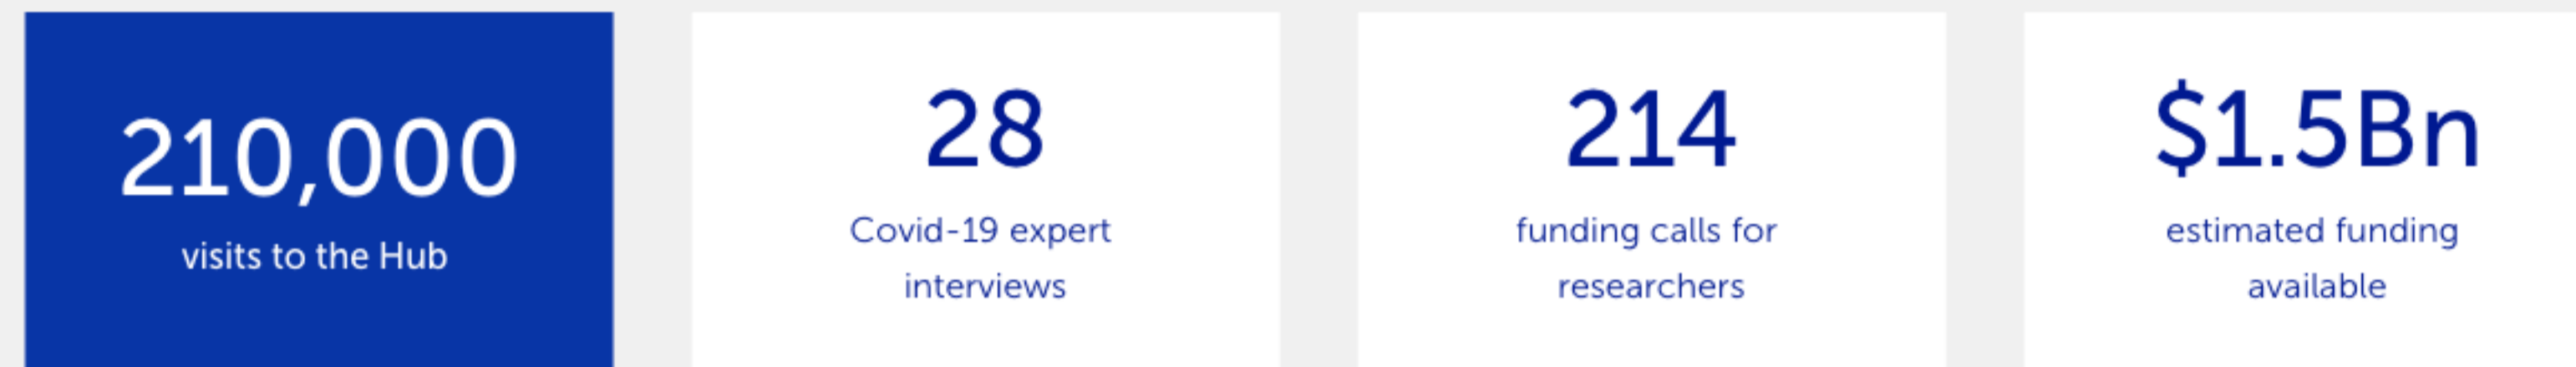 210,000
visits to the Hub
28
Covid-19 expert
interviews
214
funding calls for
researchers
$1.5Bn
estimated funding
available